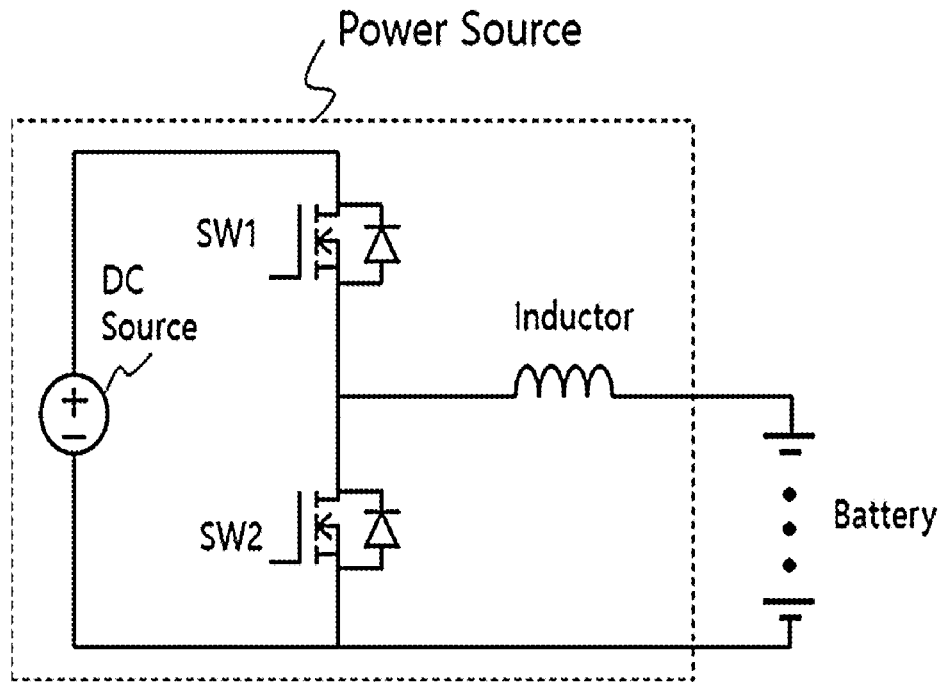 Power Source
SW1
DC
Source
Inductor
SW2
Battery